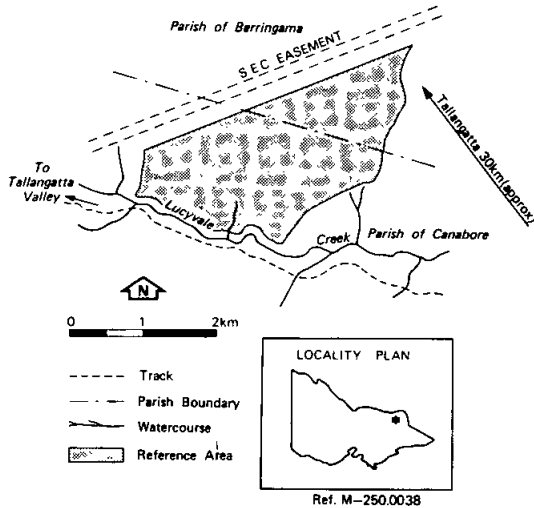 Parish of Berringama
SEC EASEMENT
Tallangatta 30km (approx)
To
Tallangatta
Valley
Lucyvale
Creek
Parish of Canabore
N
0 1 2km
Track
Parish Boundary
Watercourse
Reference Area
LOCALITY PLAN
Ref. M-250.0038